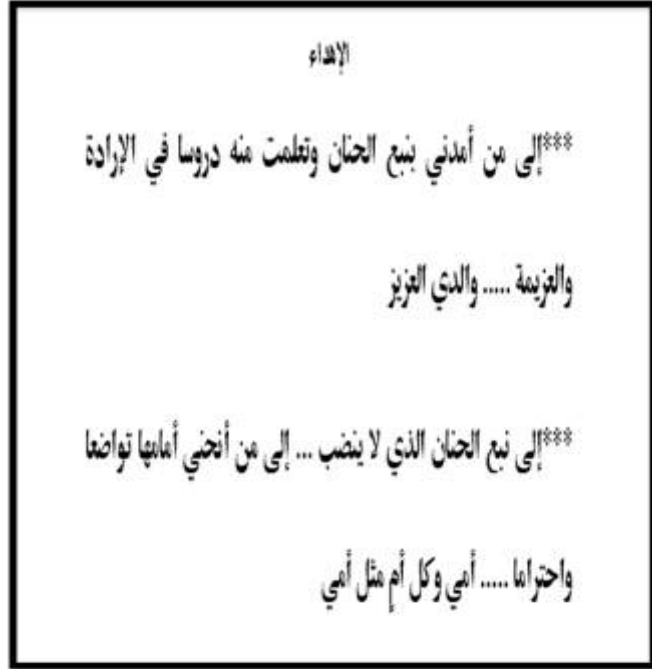 الإهداء
***إلى من أمدني بنبع الحنان وتعلمت منه دروسا في الإرادة
والعزيمة ..... والدي العزيز
***إلى نبع الحنان الذي لا ينضب ... إلى من أنحني أمامها تواضعا
واحتراما ..... أمي وكل أمٍ مثل أمي